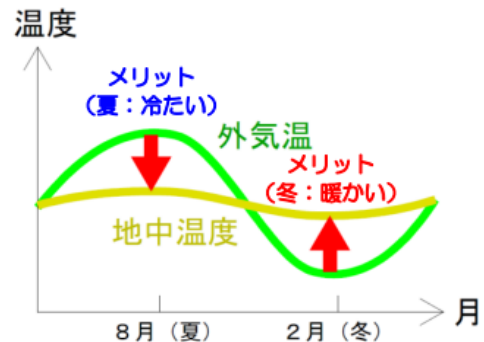 温度
メリット
（夏：冷たい）
外気温
メリット
（冬：暖かい）
地中温度
月
８月（夏）
２月（冬）